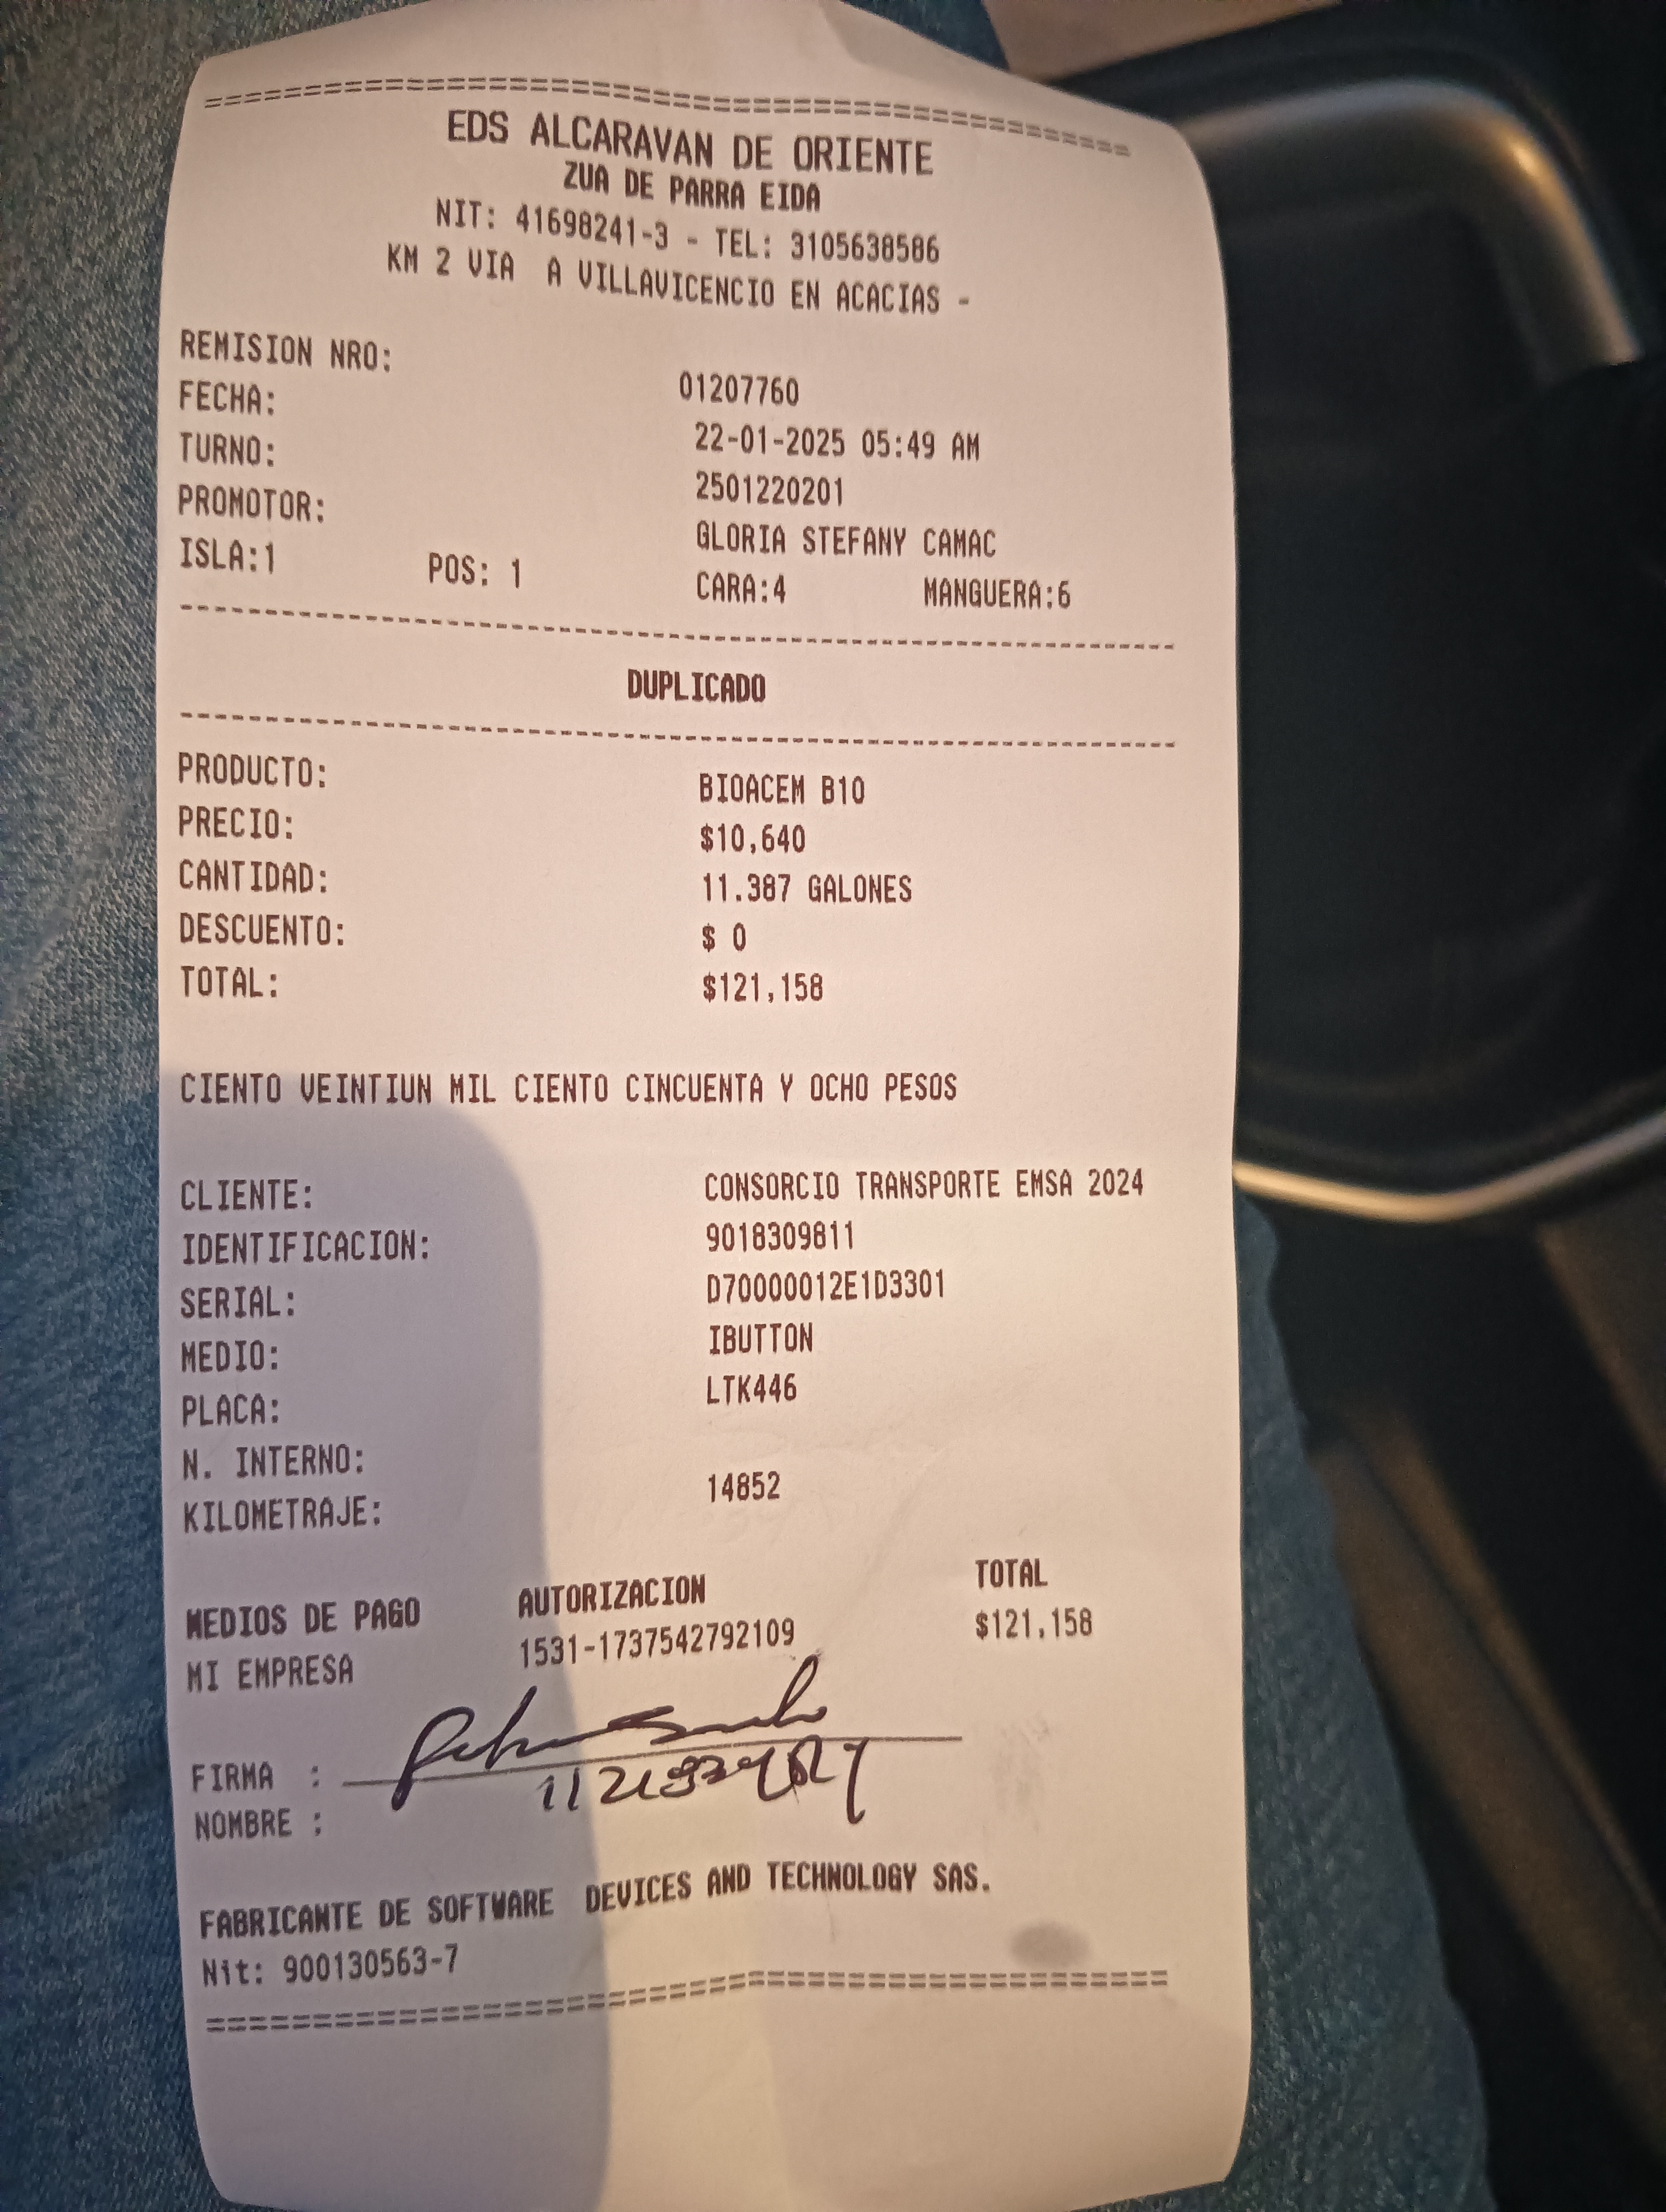 ================================================
EDS ALCARAVAN DE ORIENTE
ZUA DE PARRA EIDA
NIT: 41698241-3 - TEL: 3105638586
KM 2 VIA A VILLAVICENCIO EN ACACIAS -
REMISION NRO: 01207760
FECHA: 22-01-2025 05:49 AM
TURNO: 2501220201
PROMOTOR: GLORIA STEFANY CAMAC
ISLA:1 POS: 1 CARA:4 MANGUERA:6
DUPLICADO
PRODUCTO: BIOACEM B10
PRECIO: $10,640
CANTIDAD: 11.387 GALONES
DESCUENTO: $ 0
TOTAL: $121,158
CIENTO VEINTIUN MIL CIENTO CINCUENTA Y OCHO PESOS
CLIENTE: CONSORCIO TRANSPORTE EMSA 2024
IDENTIFICACION: 9018309811
SERIAL: D70000012E1D3301
MEDIO: IBUTTON
PLACA: LTK446
N. INTERNO:
KILOMETRAJE: 14852
MEDIOS DE PAGO AUTORIZACION TOTAL
MI EMPRESA 1531-1737542792109 $121,158
FIRMA :
NOMBRE :
FABRICANTE DE SOFTWARE DEVICES AND TECHNOLOGY SAS.
Nit: 900130563-7
================================================